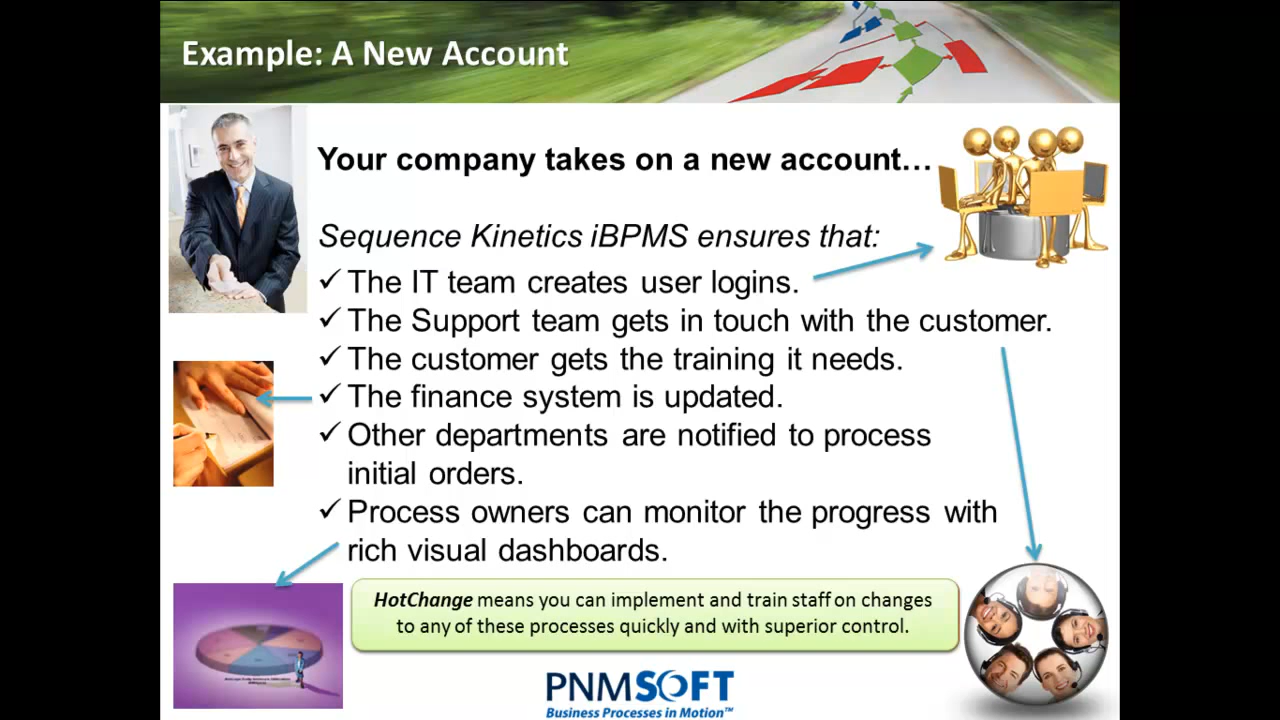 Example: A New Account
Your company takes on a new account…
Sequence Kinetics iBPMS ensures that:
✓ The IT team creates user logins.
✓ The Support team gets in touch with the customer.
✓ The customer gets the training it needs.
✓ The finance system is updated.
✓ Other departments are notified to process
initial orders.
✓ Process owners can monitor the progress with
rich visual dashboards.
HotChange means you can implement and train staff on changes
to any of these processes quickly and with superior control.
PNMSOFT
Business Processes in Motion™